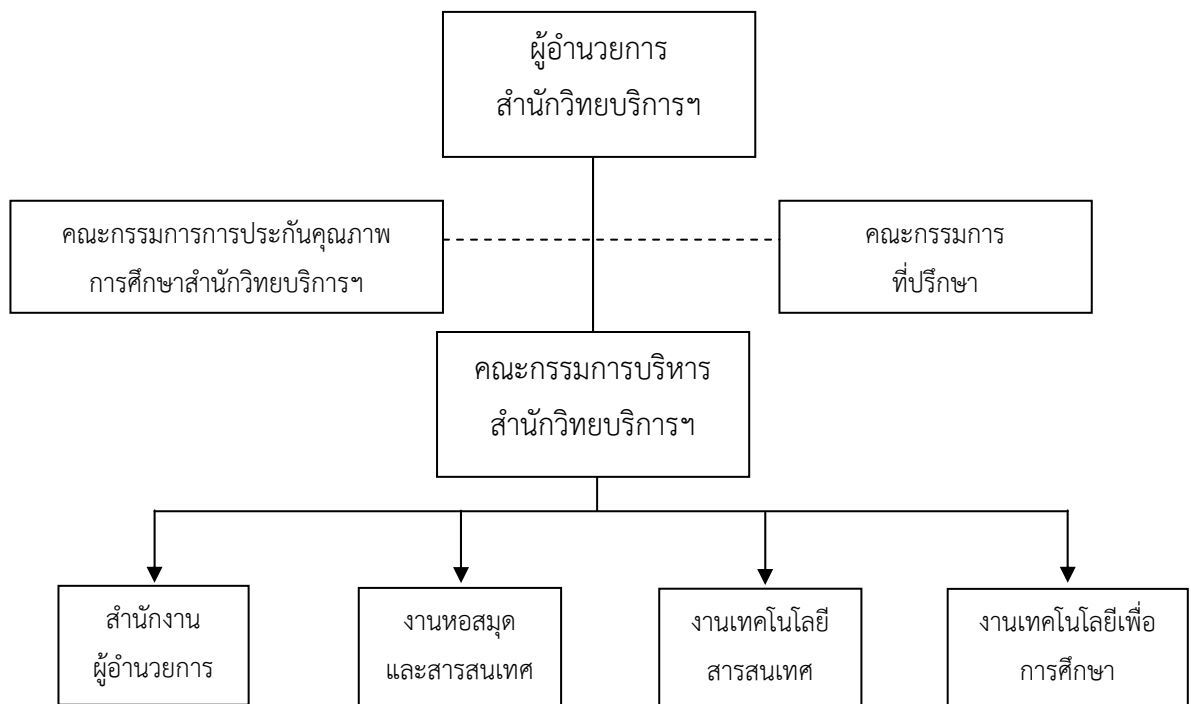 ผู้อำนวยการ
สำนักวิทยบริการฯ
คณะกรรมการการประกันคุณภาพ
การศึกษาสำนักวิทยบริการฯ
คณะกรรมการ
ที่ปรึกษา
คณะกรรมการบริหาร
สำนักวิทยบริการฯ
สำนักงาน
ผู้อำนวยการ
งานหอสมุด
และสารสนเทศ
งานเทคโนโลยี
สารสนเทศ
งานเทคโนโลยีเพื่อ
การศึกษา